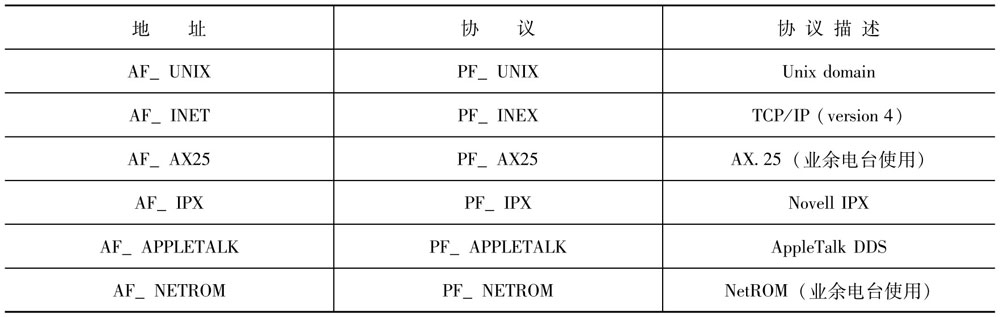 地 址 协 议 协 议 描 述
AF_ UNIX PF_ UNIX Unix domain
AF_ INET PF_ INEX TCP/IP (version 4)
AF_ AX25 PF_ AX25 AX.25 (业余电台使用)
AF_ IPX PF_ IPX Novell IPX
AF_ APPLETALK PF_ APPLETALK AppleTalk DDS
AF_ NETROM PF_ NETROM NetROM (业余电台使用)